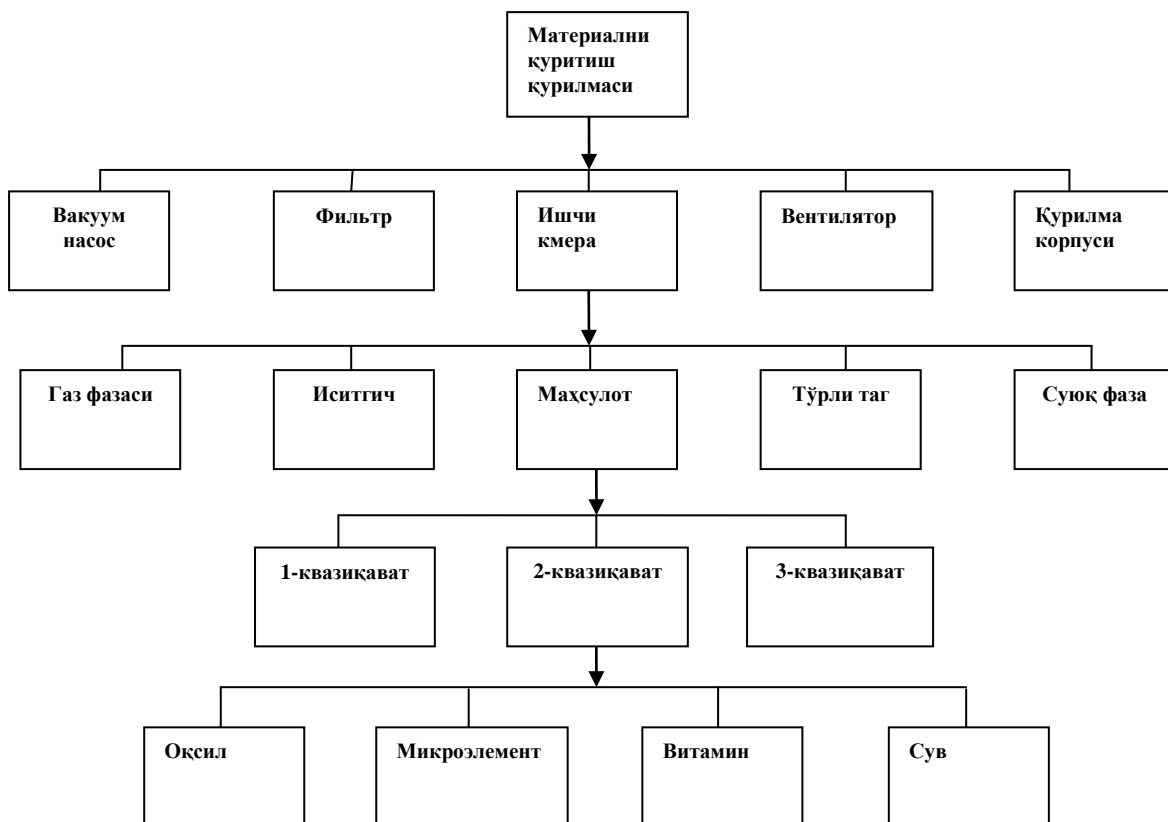 Материални
қуритиш
қурилмаси
Вакуум
насос
Фильтр
Ишчи
кмера
Вентилятор
Қурилма
корпуси
Газ фазаси
Иситгич
Маҳсулот
Тўрли таг
Суюқ фаза
1-квазиқават
2-квазиқават
3-квазиқават
Оқсил
Микроэлемент
Витамин
Сув